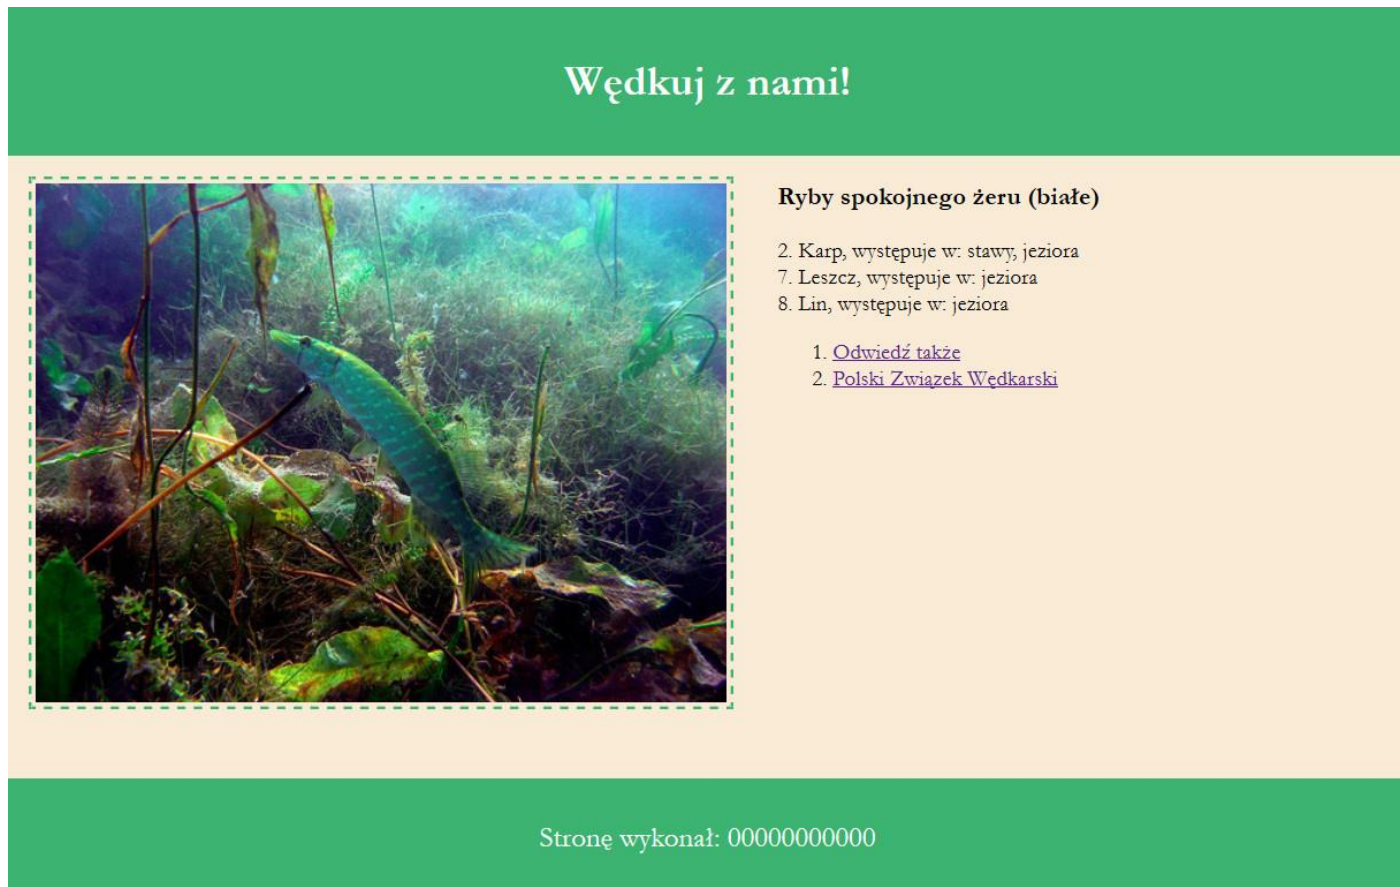 Wędkuj z nami!
Ryby spokojnego żeru (białe)
2. Karp, występuje w: stawy, jeziora
7. Leszcz, występuje w: jeziora
8. Lin, występuje w: jeziora
1. Odwiedź także
2. Polski Związek Wędkarski
Stronę wykonał: 00000000000